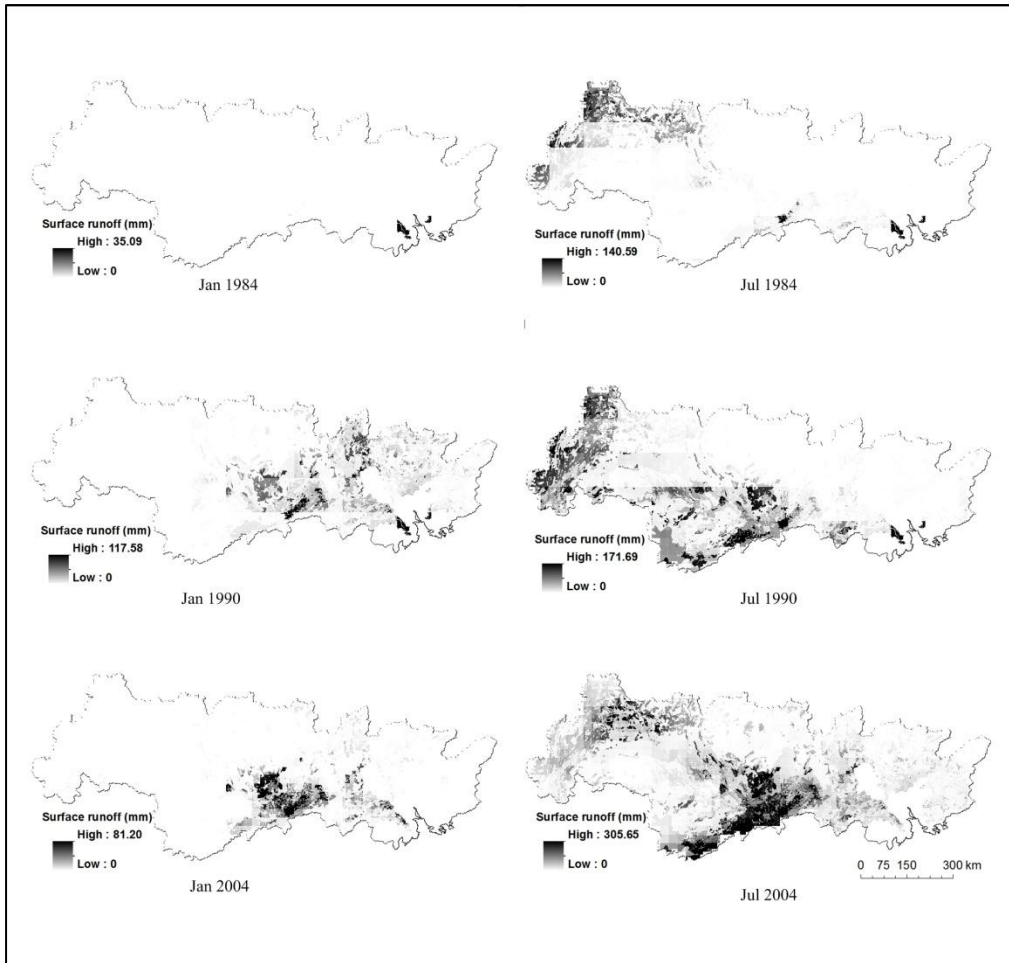 Surface runoff (mm)
High : 35.09
Low : 0
Jan 1984
Surface runoff (mm)
High : 140.59
Low : 0
Jul 1984
Surface runoff (mm)
High : 117.58
Low : 0
Jan 1990
Surface runoff (mm)
High : 171.69
Low : 0
Jul 1990
Surface runoff (mm)
High : 81.20
Low : 0
Jan 2004
Surface runoff (mm)
High : 305.65
Low : 0
0 75 150 300 km
Jul 2004